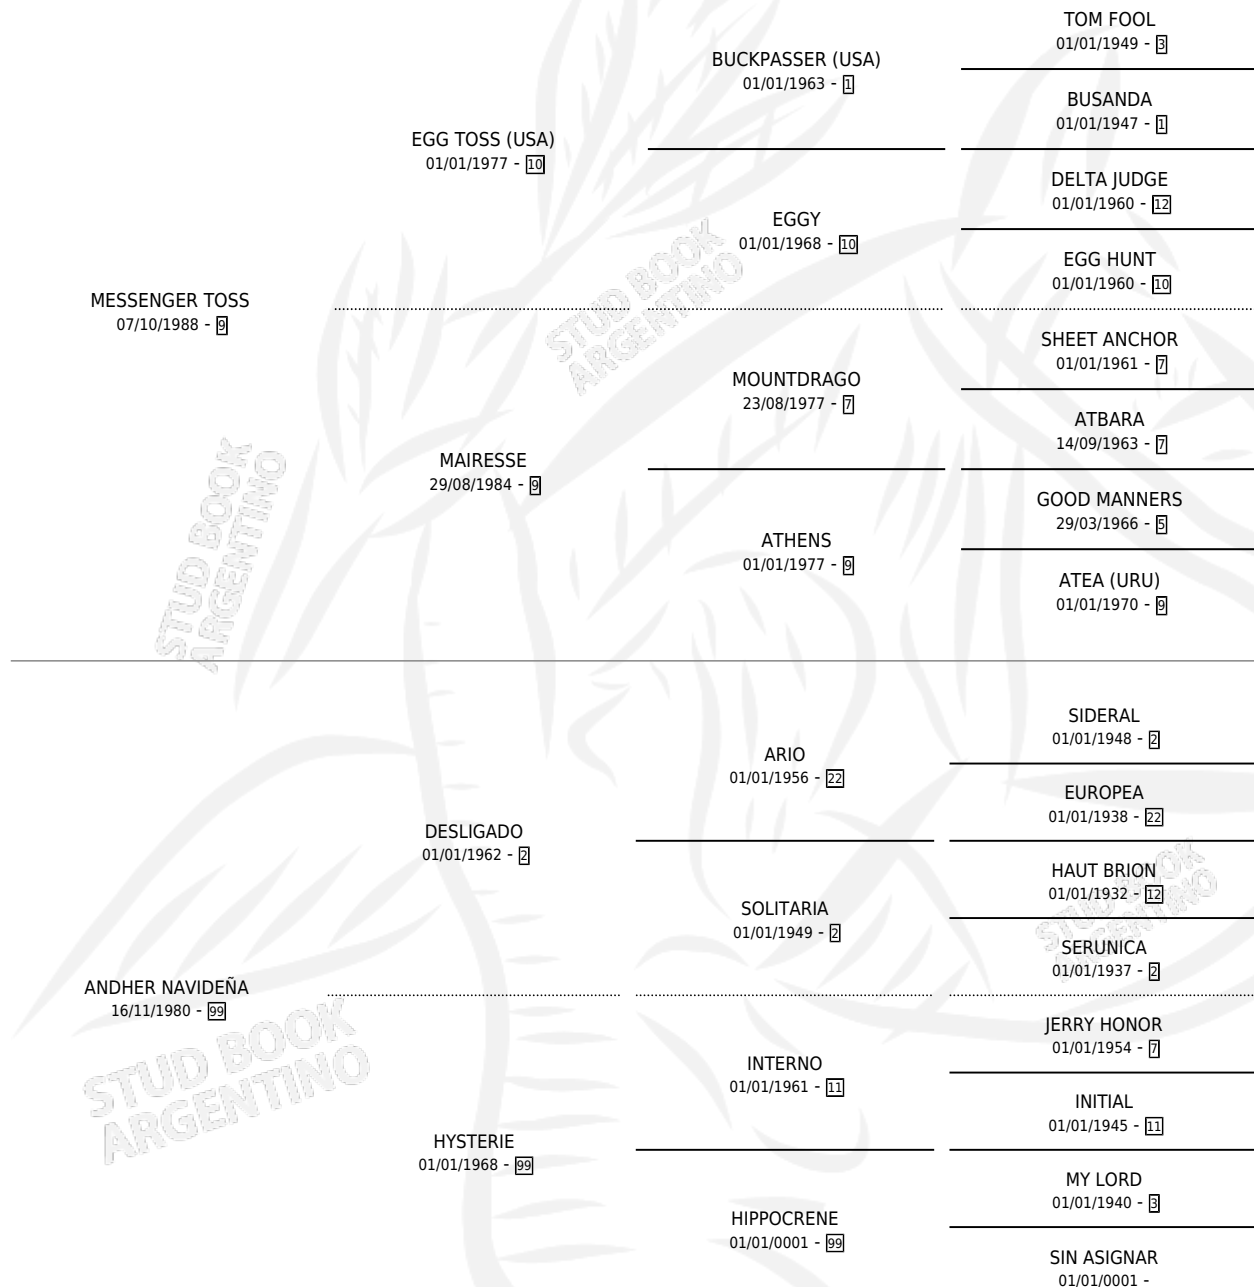 TOM FOOL
01/01/1949 - 3
BUCKPASSER (USA)
01/01/1963 - 1
BUSANDA
01/01/1947 - 1
EGG TOSS (USA)
01/01/1977 - 10
DELTA JUDGE
01/01/1960 - 12
EGGY
01/01/1968 - 10
EGG HUNT
01/01/1960 - 10
MESSENGER TOSS
07/10/1988 - 9
SHEET ANCHOR
01/01/1961 - 7
MOUNTDRAGO
23/08/1977 - 7
ATBARA
14/09/1963 - 7
MAIRESSE
29/08/1984 - 9
GOOD MANNERS
29/03/1966 - 5
ATHENS
01/01/1977 - 9
ATEA (URU)
01/01/1970 - 9
SIDERAL
01/01/1948 - 2
ARIO
01/01/1956 - 22
EUROPEA
01/01/1938 - 22
DESLIGADO
01/01/1962 - 2
HAUT BRION
01/01/1932 - 12
SOLITARIA
01/01/1949 - 2
SERUNICA
01/01/1937 - 2
ANDHER NAVIDEÑA
16/11/1980 - 99
JERRY HONOR
01/01/1954 - 7
INTERNO
01/01/1961 - 11
INITIAL
01/01/1945 - 11
HYSTERIE
01/01/1968 - 99
MY LORD
01/01/1940 - 3
HIPPOCRENE
01/01/0001 - 99
SIN ASIGNAR
01/01/0001 -
STUD BOOK
ARGENTINO
STUD BOOK
ARGENTINO
STUD BOOK
ARGENTINO
STUD BOOK
ARGENTINO